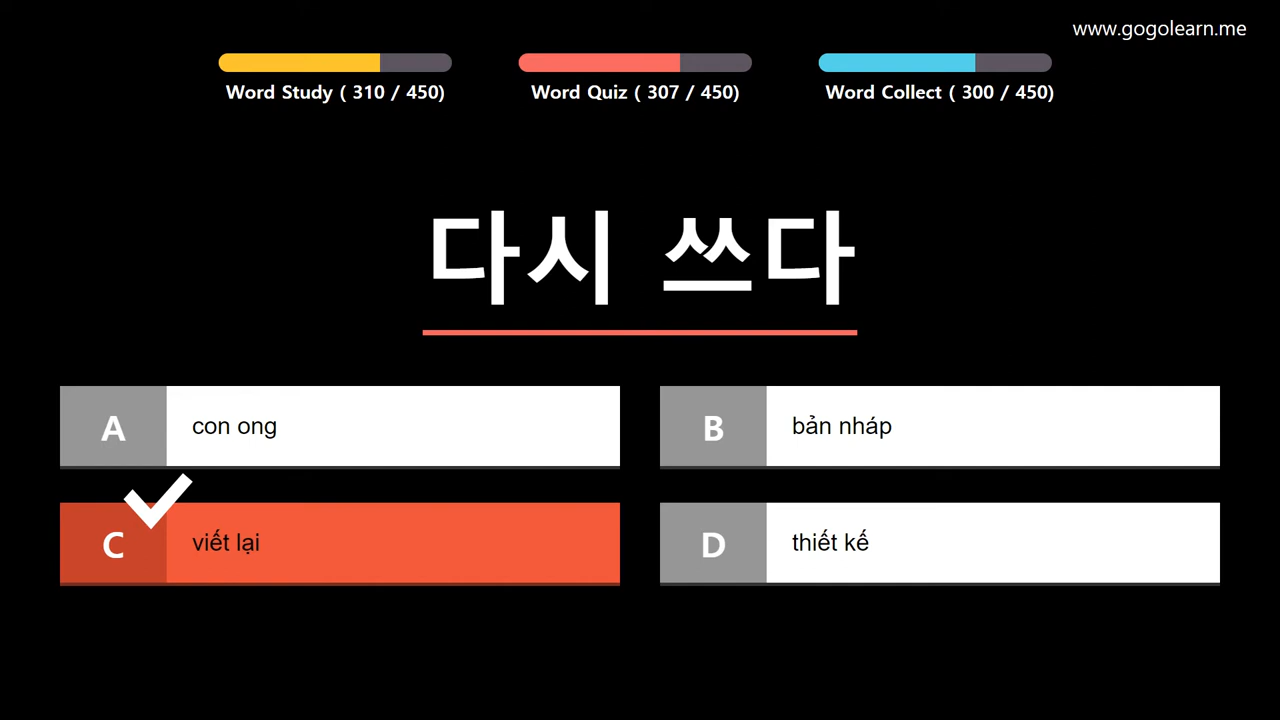 www.gogolearn.me
Word Study ( 310 / 450)
Word Quiz ( 307 / 450)
Word Collect ( 300 / 450)
다시 쓰다
A con ong
B bản nháp
C viết lại
D thiết kế